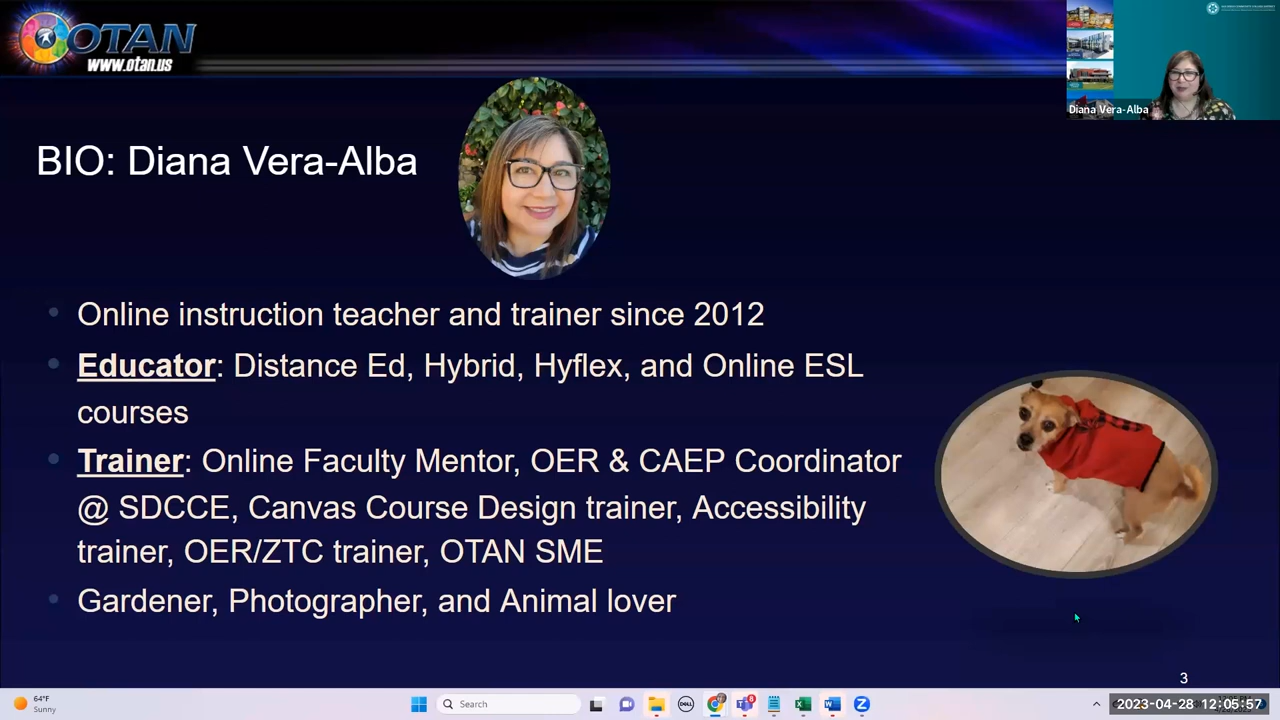 OTAN
www.otan.us
Diana Vera-Alba
BIO: Diana Vera-Alba
Online instruction teacher and trainer since 2012
Educator: Distance Ed, Hybrid, Hyflex, and Online ESL
courses
Trainer: Online Faculty Mentor, OER & CAEP Coordinator
@ SDCCE, Canvas Course Design trainer, Accessibility
trainer, OER/ZTC trainer, OTAN SME
Gardener, Photographer, and Animal lover
3
64°F
Sunny
Search
DELL
2023-04-28 12:05:57